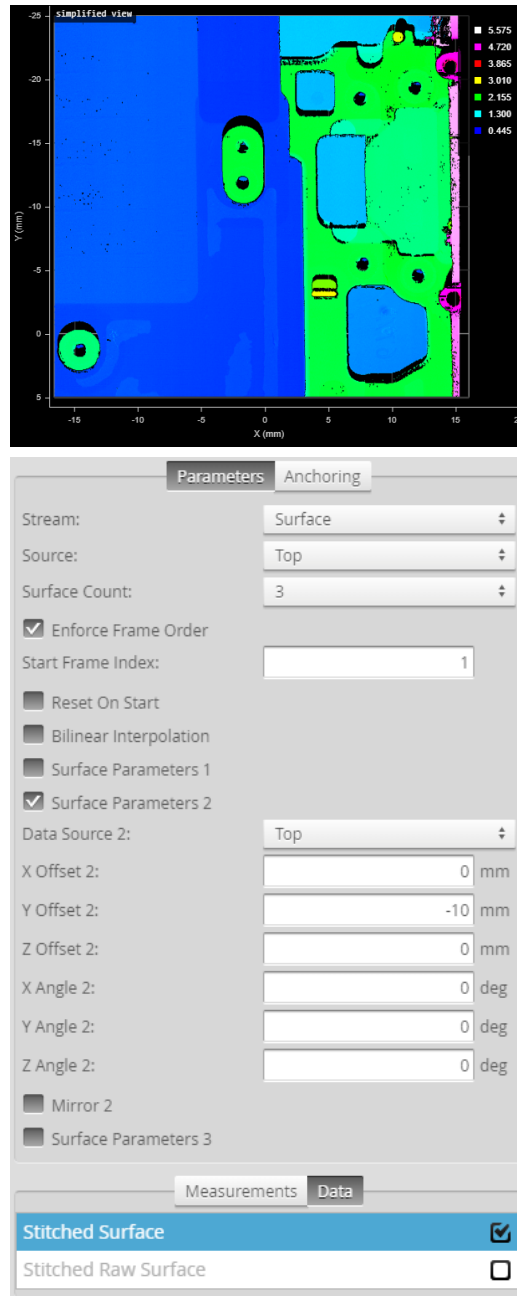 simplified view
-25
-20
-15
-10
-5
0
5
Y (mm)
5.575
4.720
3.865
3.010
2.155
1.300
0.445
-15
-10
-5
0
5
10
15
2
X (mm)
Parameters Anchoring
Stream: Surface
Source: Top
Surface Count: 3
Enforce Frame Order
Start Frame Index: 1
Reset On Start
Bilinear Interpolation
Surface Parameters 1
Surface Parameters 2
Data Source 2: Top
X Offset 2: 0 mm
Y Offset 2: -10 mm
Z Offset 2: 0 mm
X Angle 2: 0 deg
Y Angle 2: 0 deg
Z Angle 2: 0 deg
Mirror 2
Surface Parameters 3
Measurements Data
Stitched Surface
Stitched Raw Surface